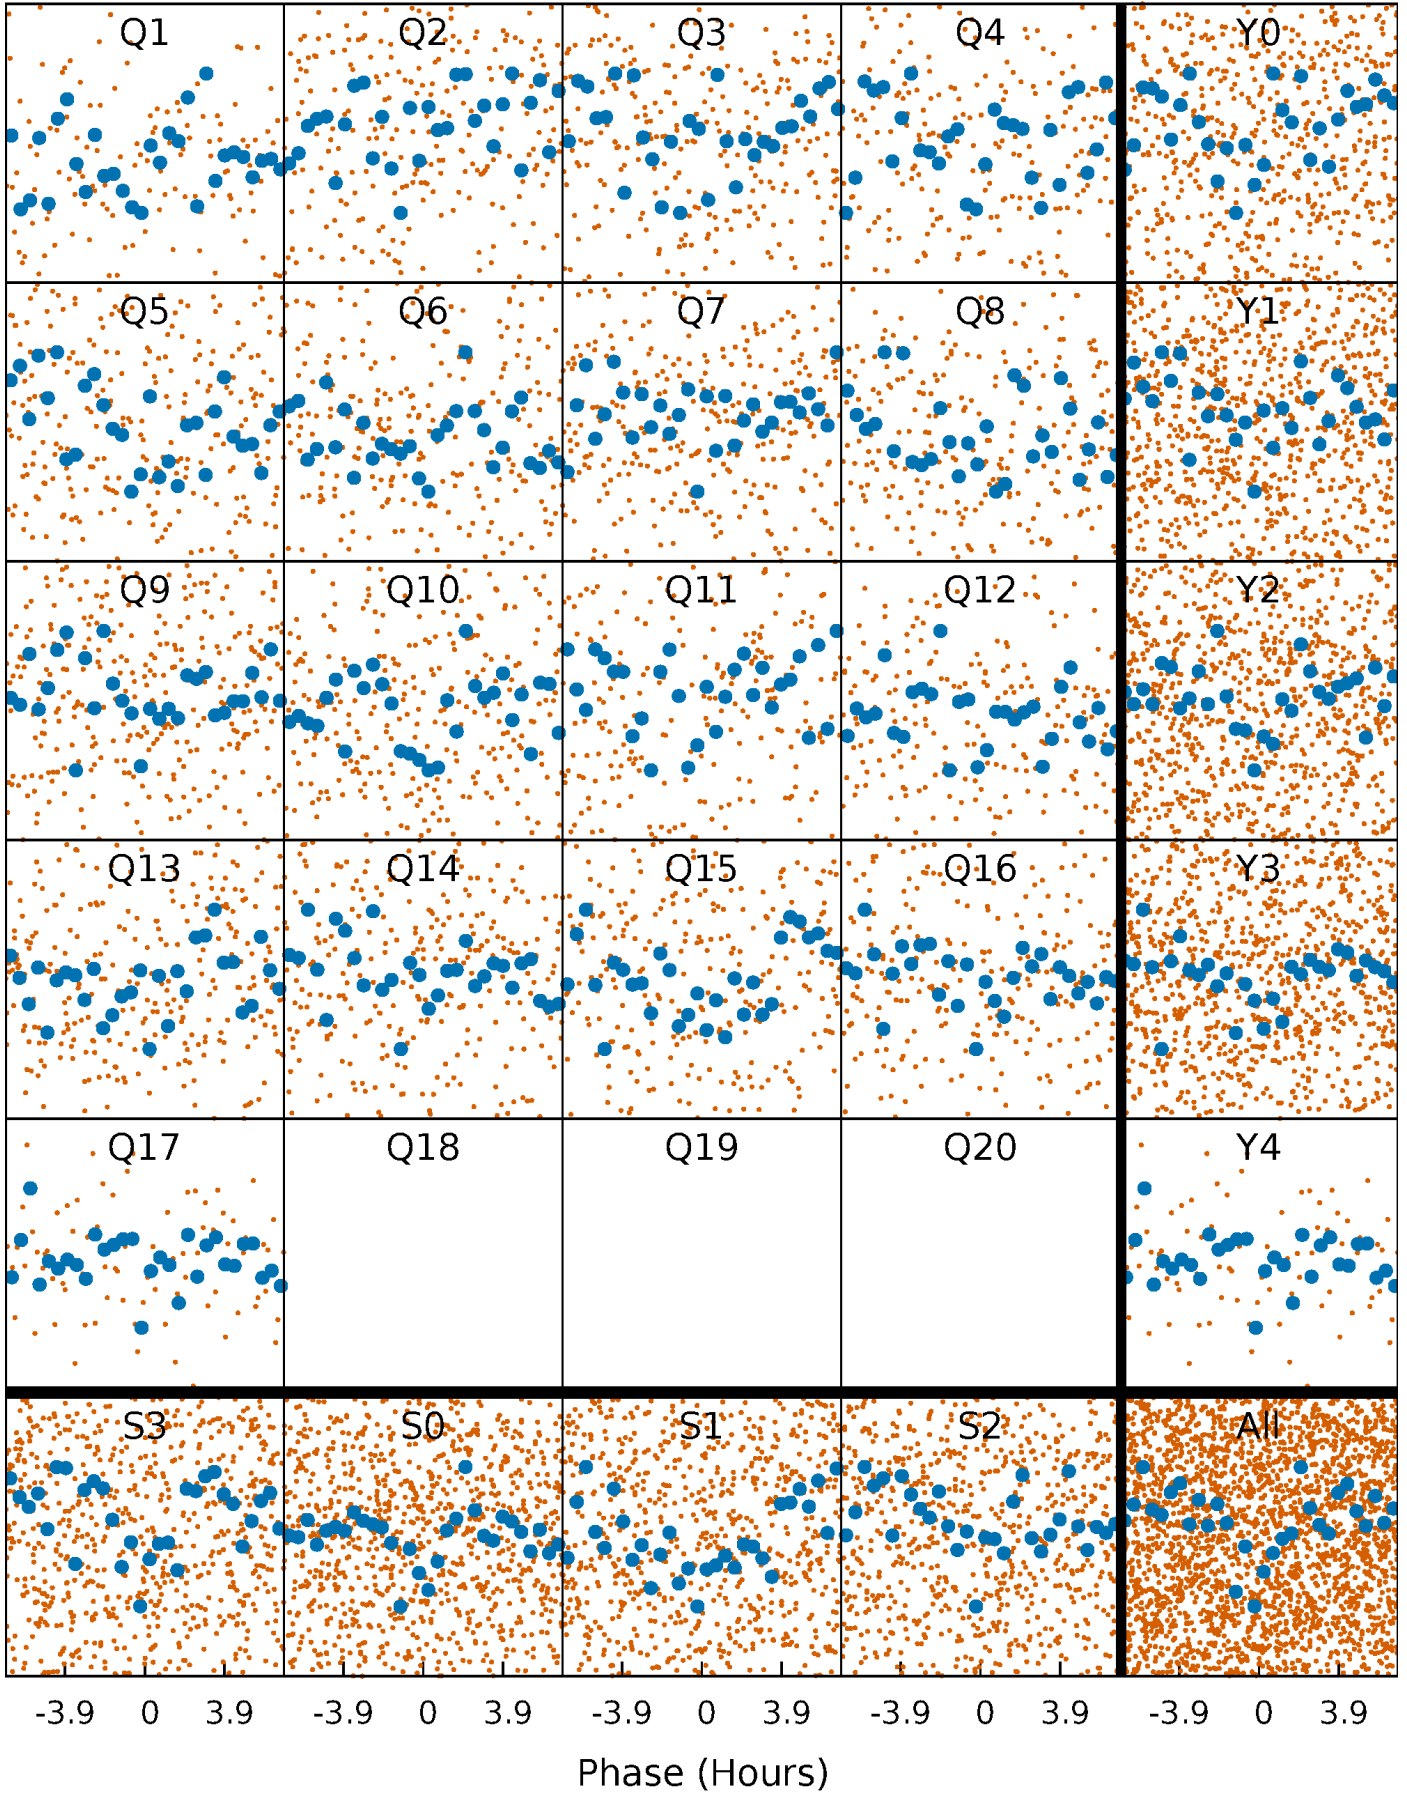 Q1 Q2 Q3 Q4 Y0
Q5 Q6 Q7 Q8 Y1
Q9 Q10 Q11 Q12 Y2
Q13 Q14 Q15 Q16 Y3
Q17 Q18 Q19 Q20 Y4
S3 S0 S1 S2 All
-3.9 0 3.9 -3.9 0 3.9 -3.9 0 3.9 -3.9 0 3.9 -3.9 0 3.9
Phase (Hours)